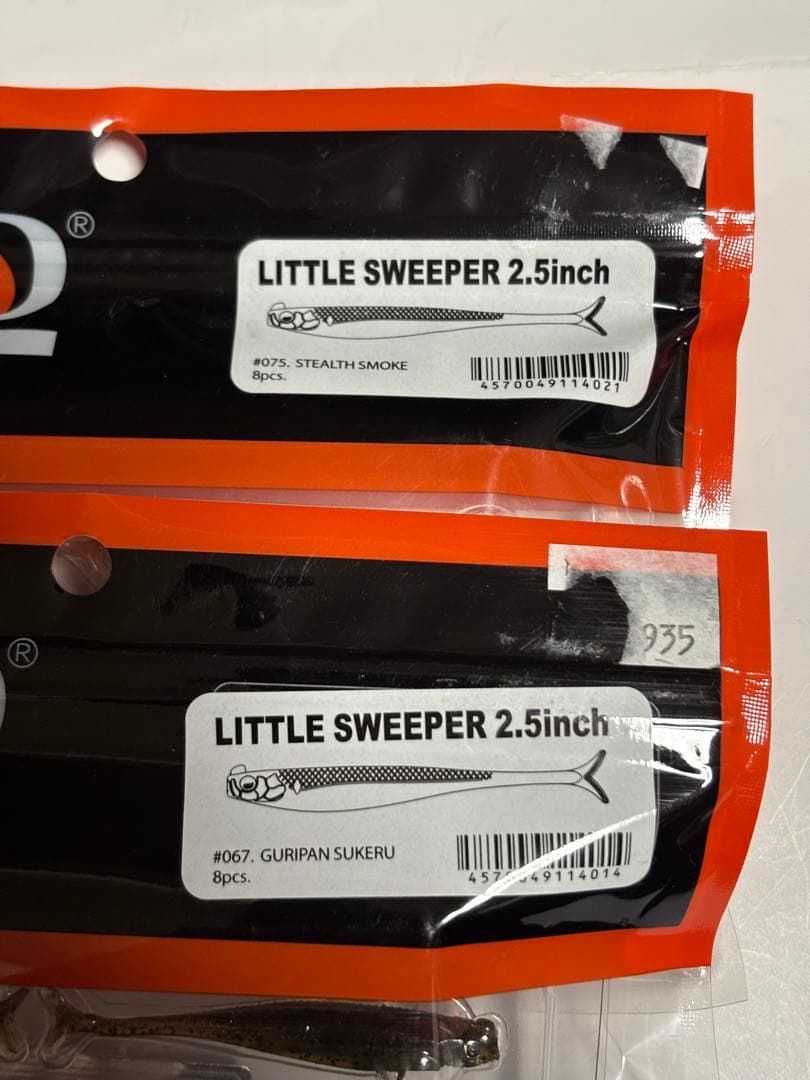 ®
LITTLE SWEEPER 2.5inch
#075. STEALTH SMOKE
8pcs.
4570049114021
®
935
LITTLE SWEEPER 2.5inch
#067. GURIPAN SUKERU
8pcs.
4570049114014